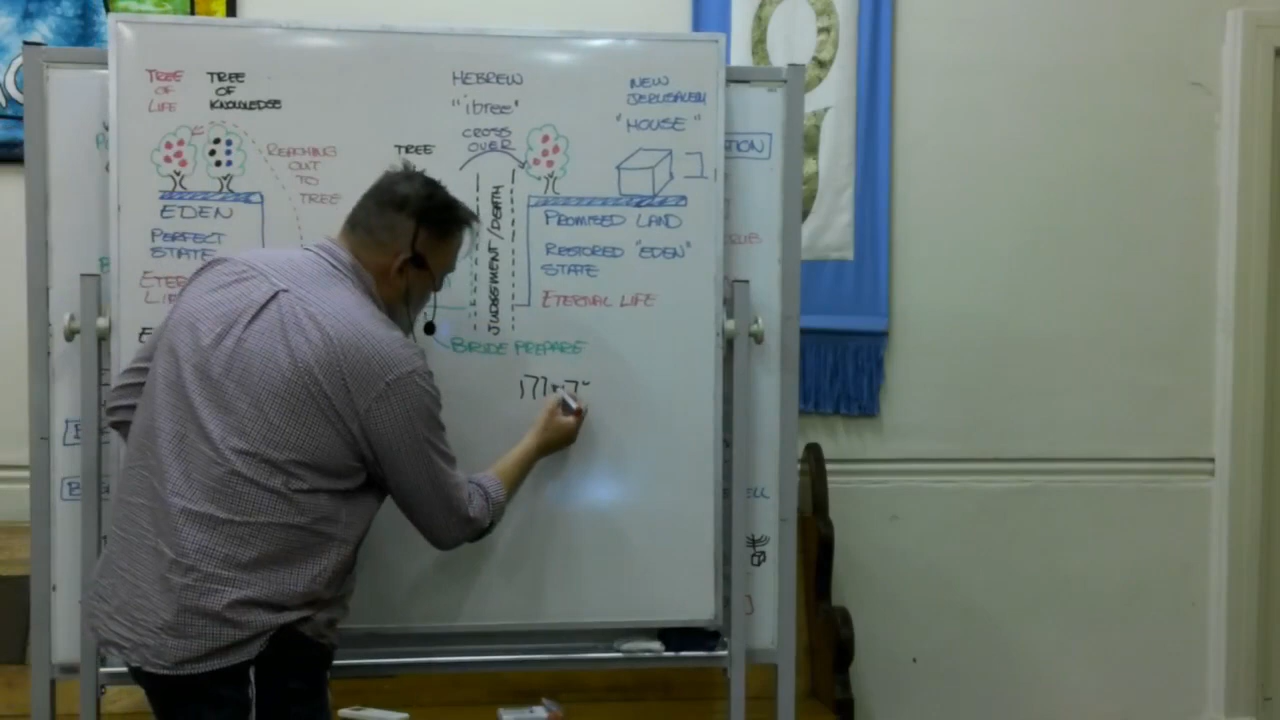 TREE
OF
LIFE
TREE
OF
KNOWLEDGE
REACHING
OUT
TO
TREE
EDEN
PERFECT
STATE
TREE
HEBREW
"ibree"
CROSS
OVER
JUDGEMENT/DEATH
BRIDE PREPARE
NEW
JERUSALEM
"HOUSE"
PROMISED LAND
RESTORED "EDEN"
STATE
ETERNAL LIFE